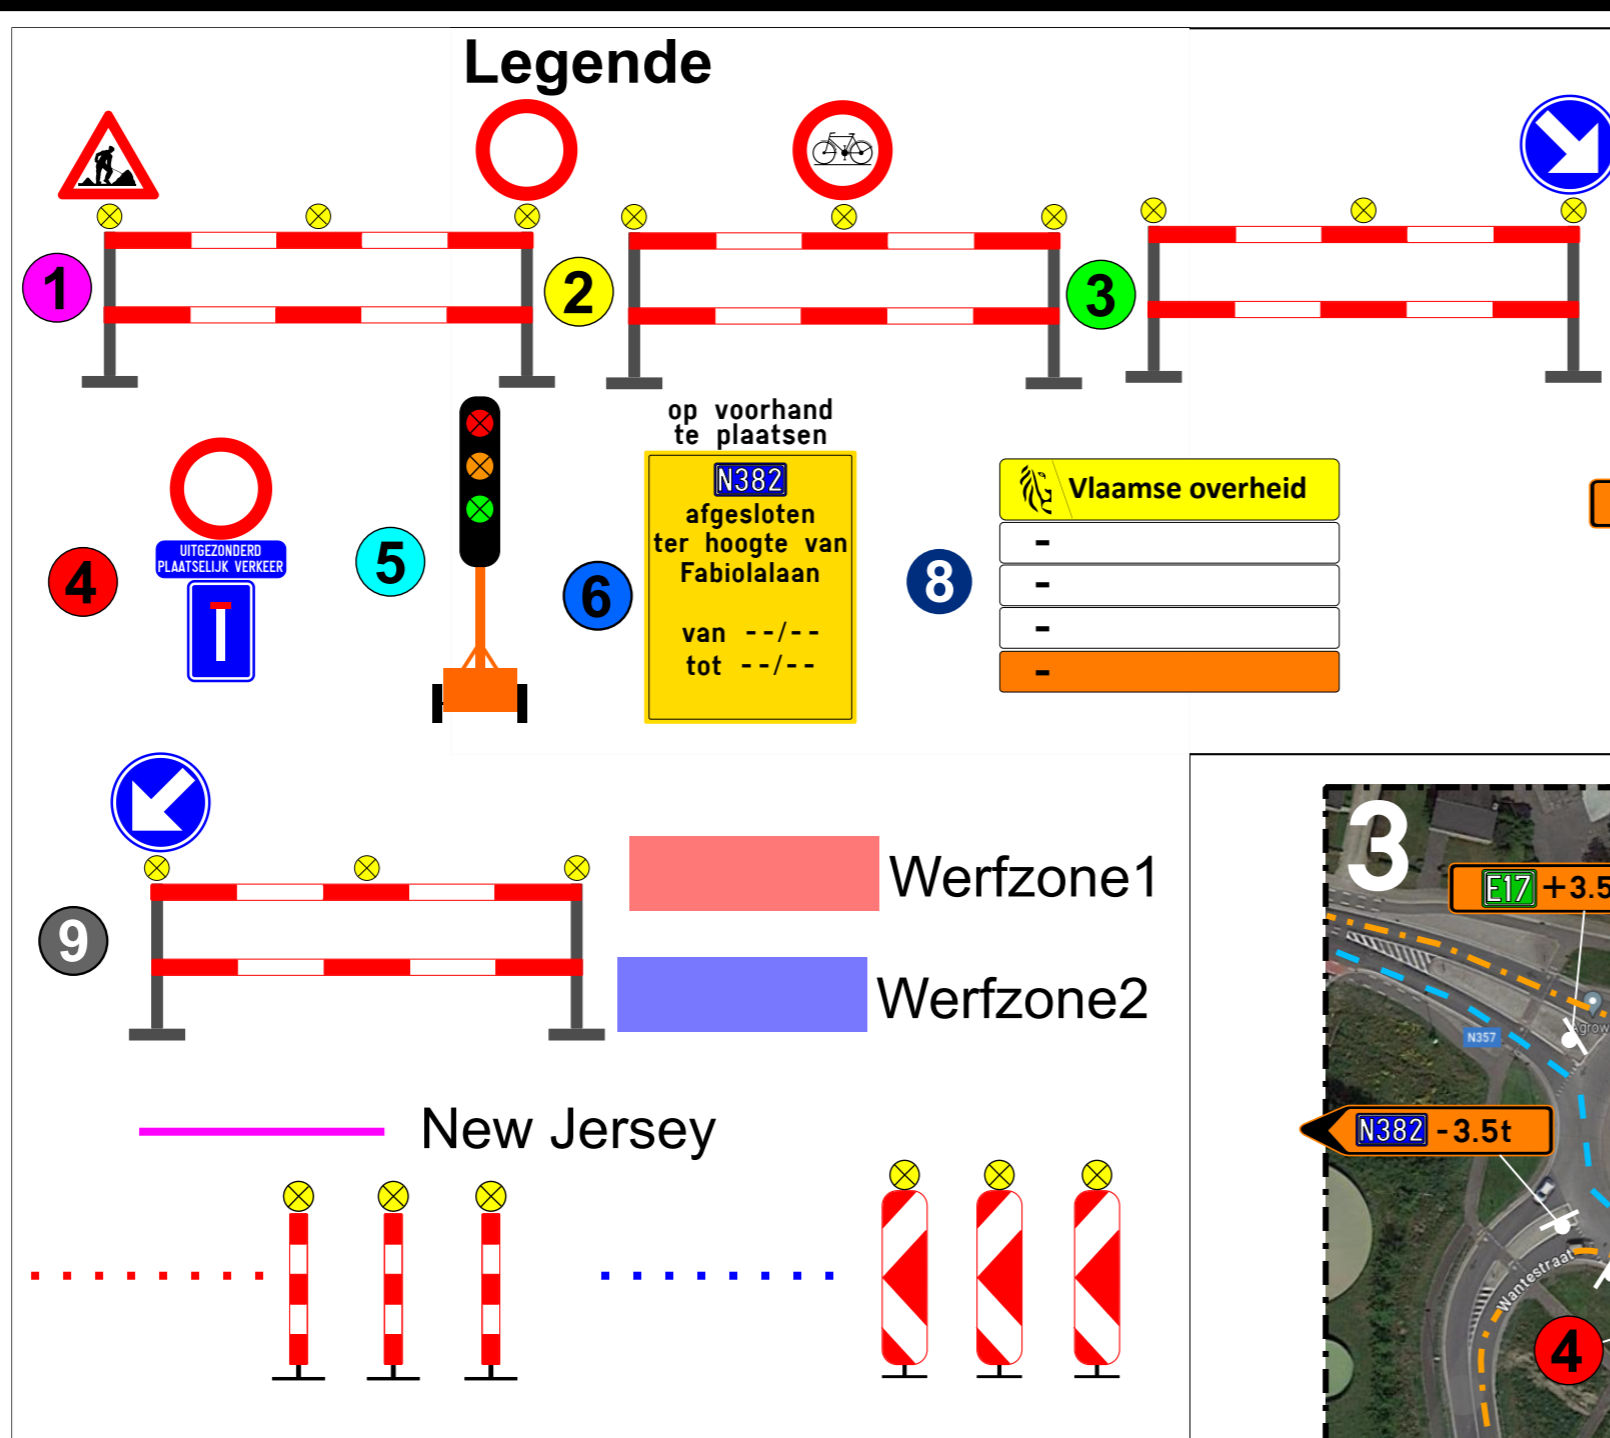 Legende
1
2
3
op voorhand
te plaatsen
N382
afgesloten
ter hoogte van
Fabiolalaan
van --/--
tot --/--
4
UITGEZONDERD
PLAATSELIJK VERKEER
5
6
8
Vlaamse overheid
-
-
-
-
9
Werfzone1
Werfzone2
New Jersey
3
E17 +3.5
N357
N382 -3.5t
Wantestraat
4